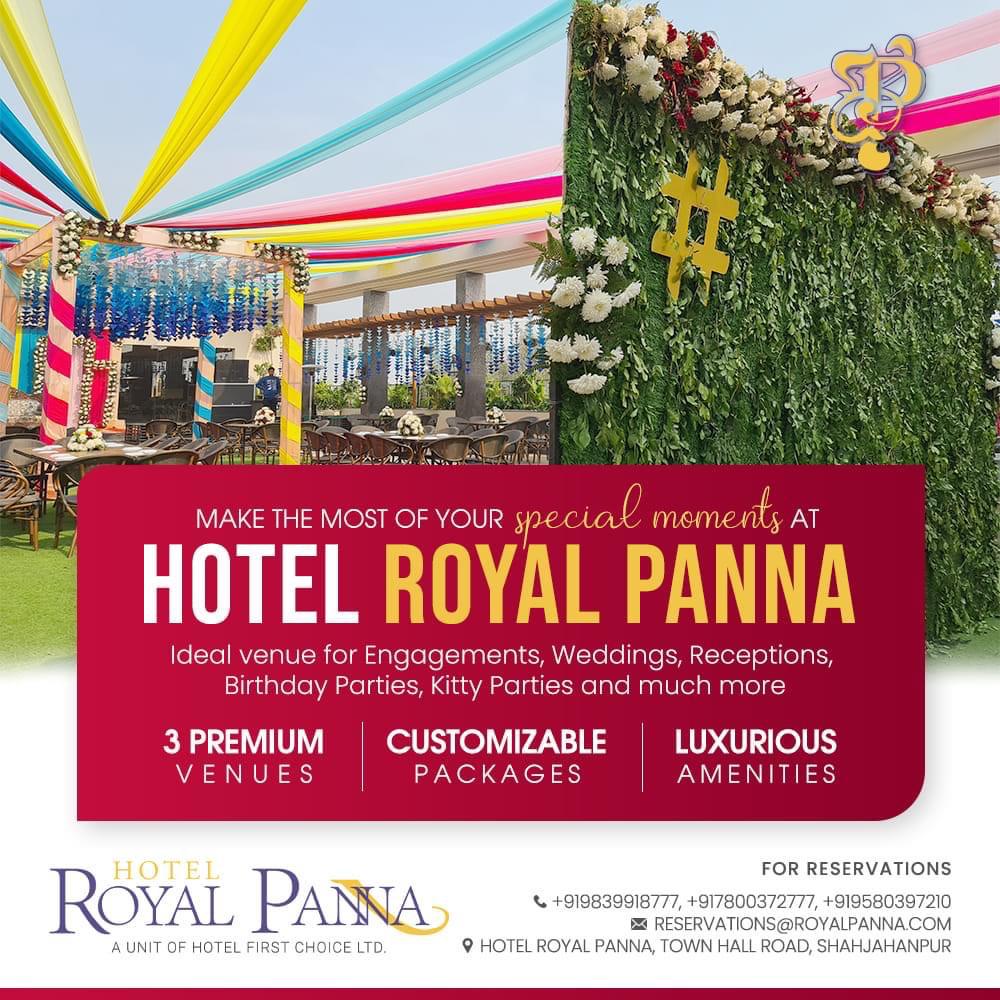 #
MAKE THE MOST OF YOUR special moments AT
HOTEL ROYAL PANNA
Ideal venue for Engagements, Weddings, Receptions,
Birthday Parties, Kitty Parties and much more
3 PREMIUM
VENUES
CUSTOMIZABLE
PACKAGES
LUXURIOUS
AMENITIES
HOTEL
ROYAL PANNA
A UNIT OF HOTEL FIRST CHOICE LTD.
FOR RESERVATIONS
+919839918777, +917800372777, +919580397210
RESERVATIONS@ROYALPANNA.COM
HOTEL ROYAL PANNA, TOWN HALL ROAD, SHAHJAHANPUR